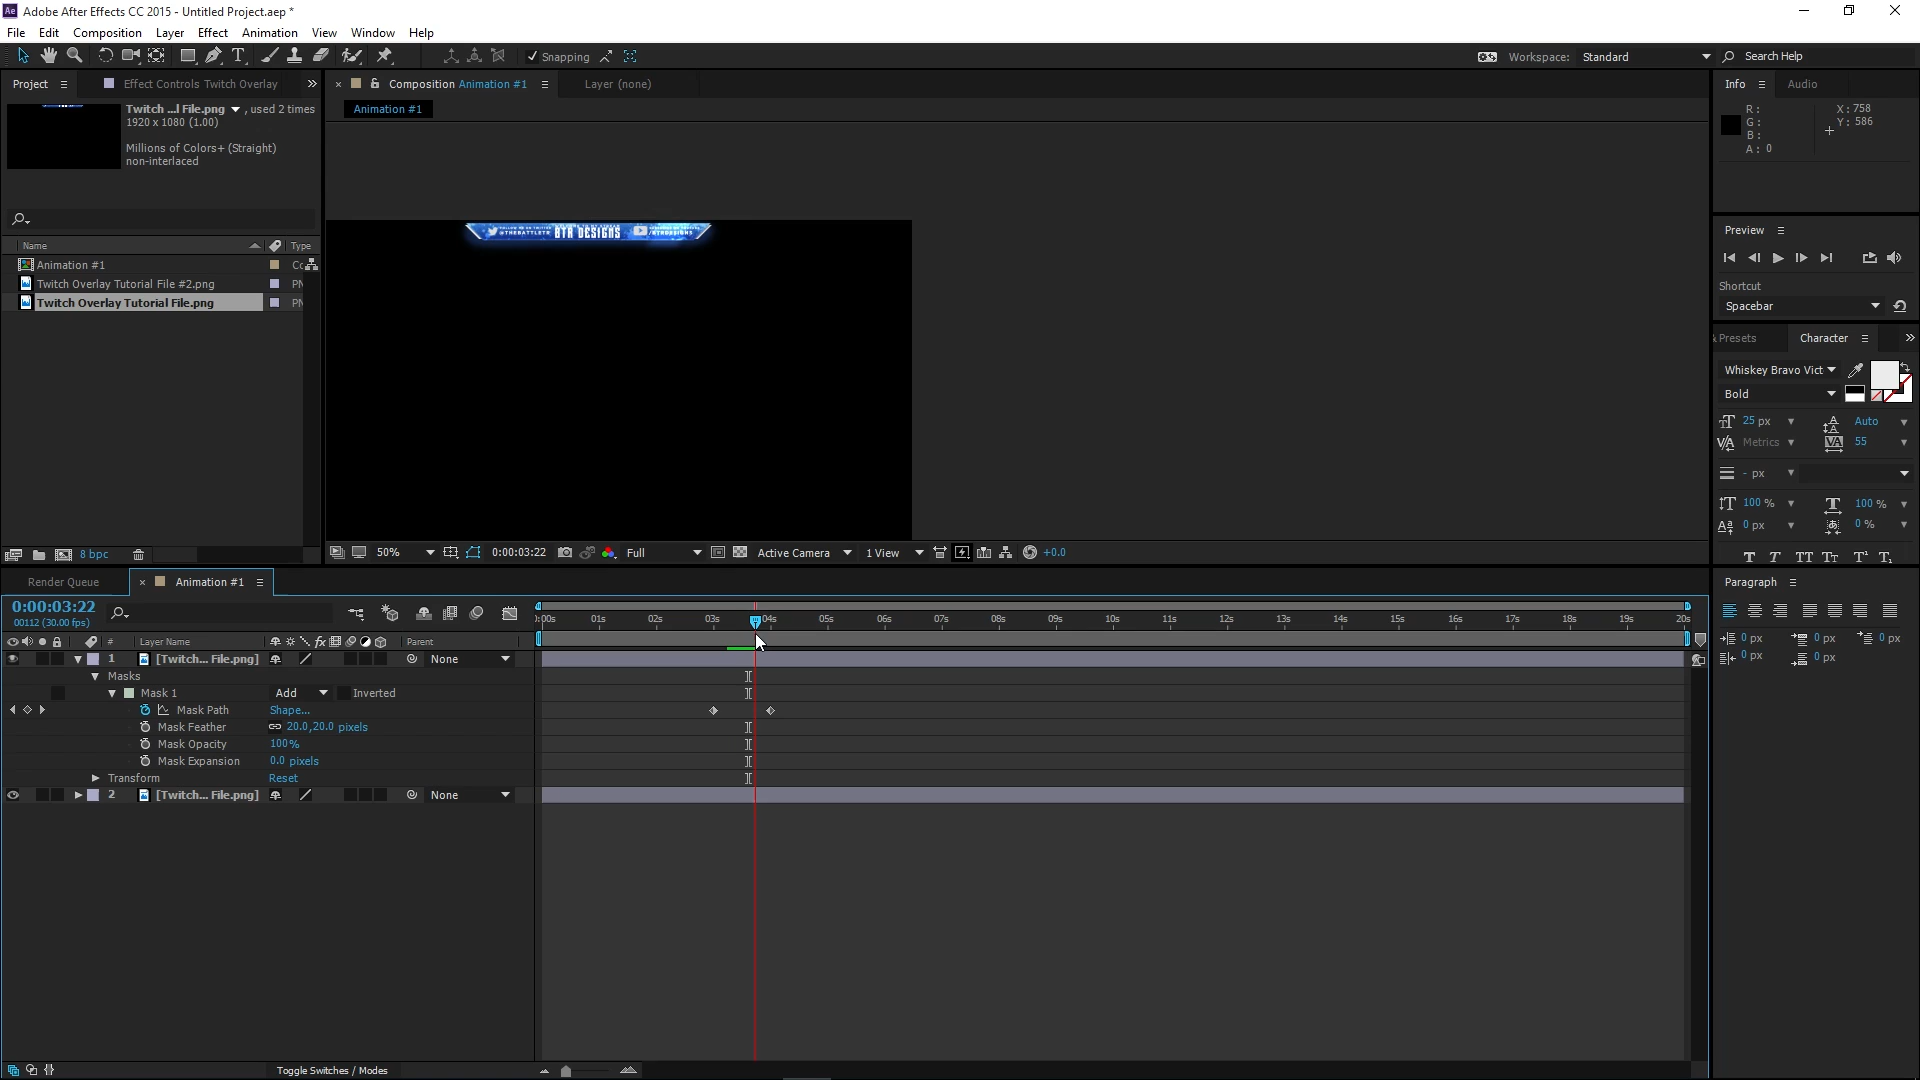 Adobe After Effects CC 2015 - Untitled Project.aep *
File Edit Composition Layer Effect Animation View Window Help
Snapping
Workspace: Standard
Search Help
Project
Effect Controls Twitch Overlay
Composition Animation #1
Layer (none)
Info
Audio
Twitch ...l File.png , used 2 times
1920 x 1080 (1.00)
Millions of Colors+ (Straight)
non-interlaced
Animation #1
R:
G:
B:
A: 0
X: 758
Y: 586
Name
Type
Animation #1
Twitch Overlay Tutorial File #2.png PN
Twitch Overlay Tutorial File.png PN
BTR DESIGNS
Preview
Shortcut
Spacebar
& Presets
Character
Whiskey Bravo Vict
Bold
25 px Auto
Metrics 55
- px
100 % 100 %
0 px 0 %
8 bpc
50% 0:00:03:22 Full Active Camera 1 View +0.0
Render Queue
Animation #1
0:00:03:22
00112 (30.00 fps)
:00s 01s 02s 03s 04s 05s 06s 07s 08s 09s 10s 11s 12s 13s 14s 15s 16s 17s 18s 19s 20s
# Layer Name Parent
1 [Twitch... File.png] None
Masks
Mask 1 Add Inverted
Mask Path Shape...
Mask Feather 20.0,20.0 pixels
Mask Opacity 100%
Mask Expansion 0.0 pixels
Transform Reset
2 [Twitch... File.png] None
Paragraph
0 px 0 px 0 px
0 px 0 px
Toggle Switches / Modes